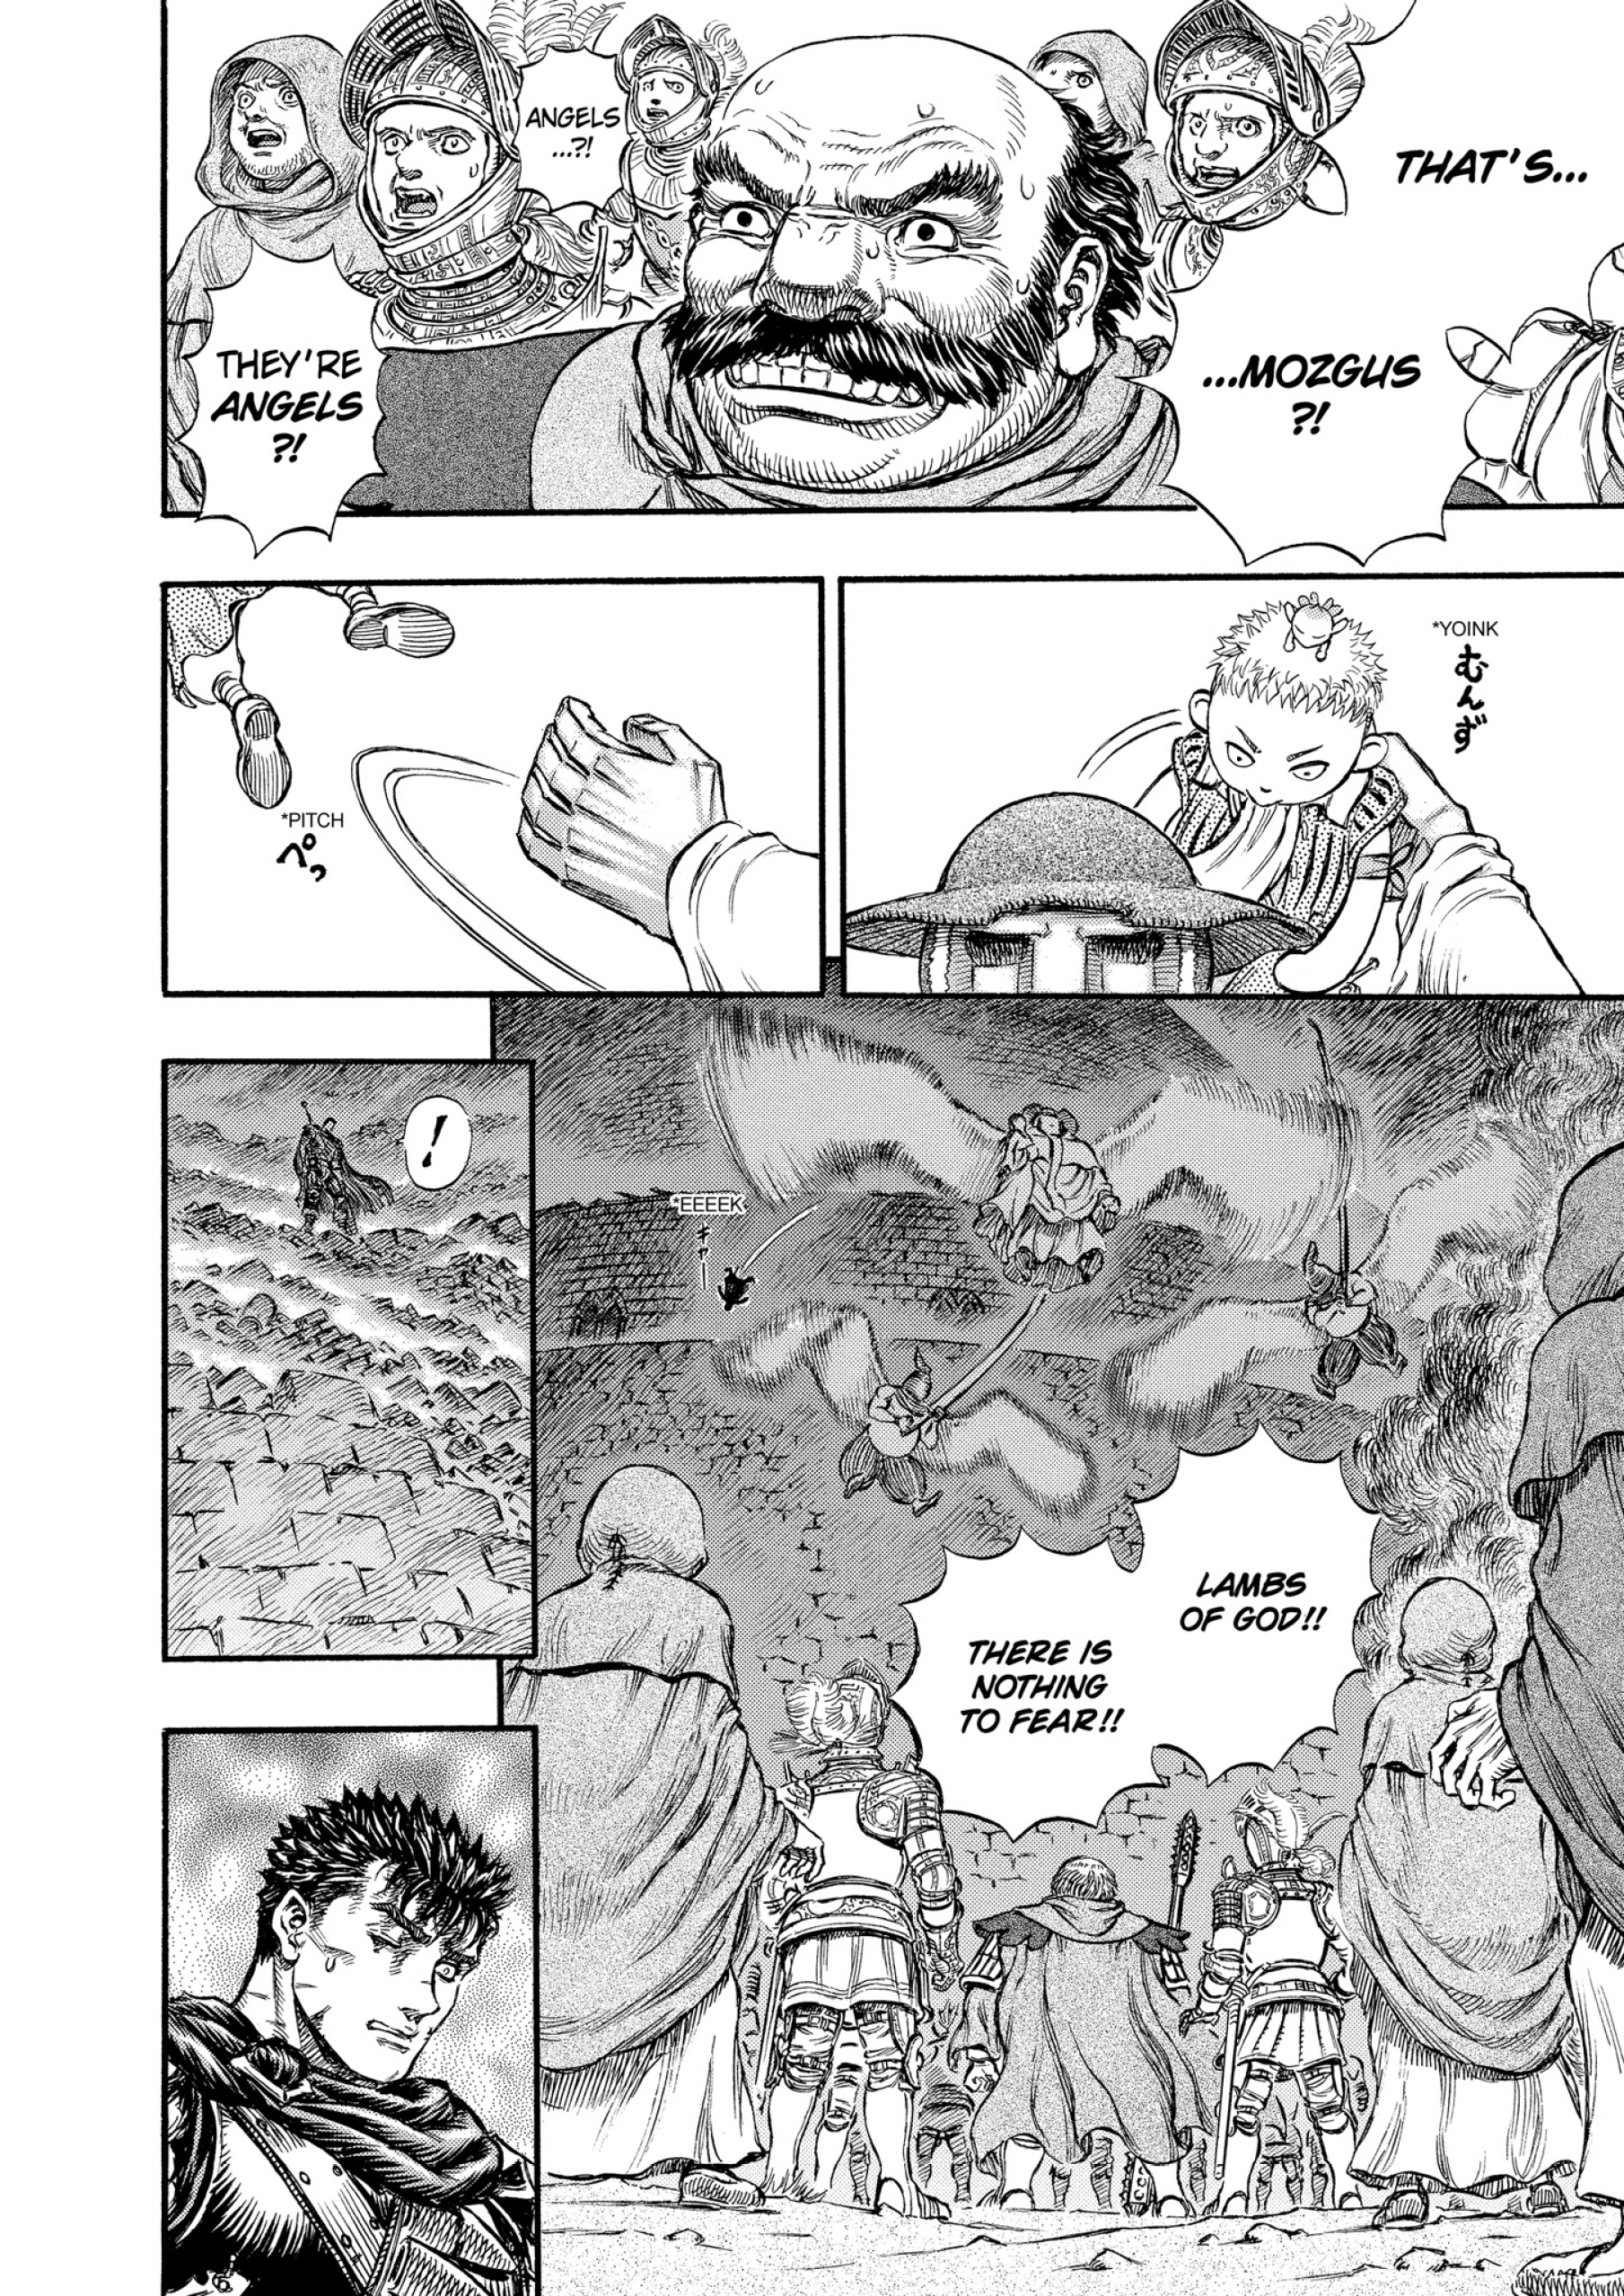 THAT'S...
...MOZGUS
?!
ANGELS
...?!
THEY'RE
ANGELS
?!
*YOINK
むんず
*PITCH
ぺっ
*EEEEK
キャー
LAMBS
OF GOD!!
THERE IS
NOTHING
TO FEAR!!
!